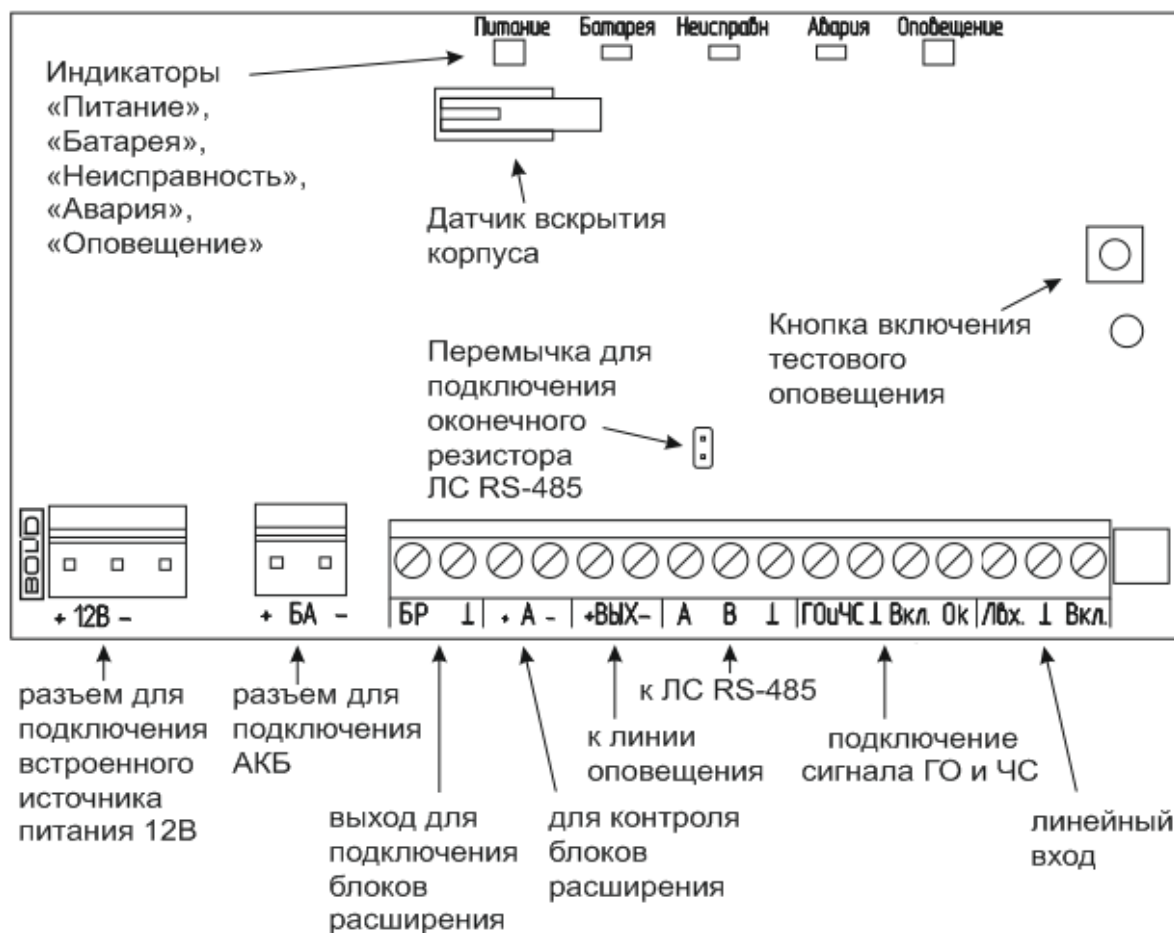 Питание Батарея Неисправн Авария Оповещение
Индикаторы
«Питание»,
«Батарея»,
«Неисправность»,
«Авария»,
«Оповещение»
Датчик вскрытия
корпуса
Кнопка включения
тестового
оповещения
Перемычка для
подключения
оконечного
резистора
ЛС RS-485
BOLID
+ 12В - + БА - БР ⊥ + А - +ВЫХ- А В ⊥ ГОиЧС ⊥ Вкл. Ok Лвх. ⊥ Вкл.
разъем для
подключения
встроенного
источника
питания 12В
разъем для
подключения
АКБ
выход для
подключения
блоков
расширения
для контроля
блоков
расширения
к линии
оповещения
к ЛС RS-485
подключение
сигнала ГО и ЧС
линейный
вход